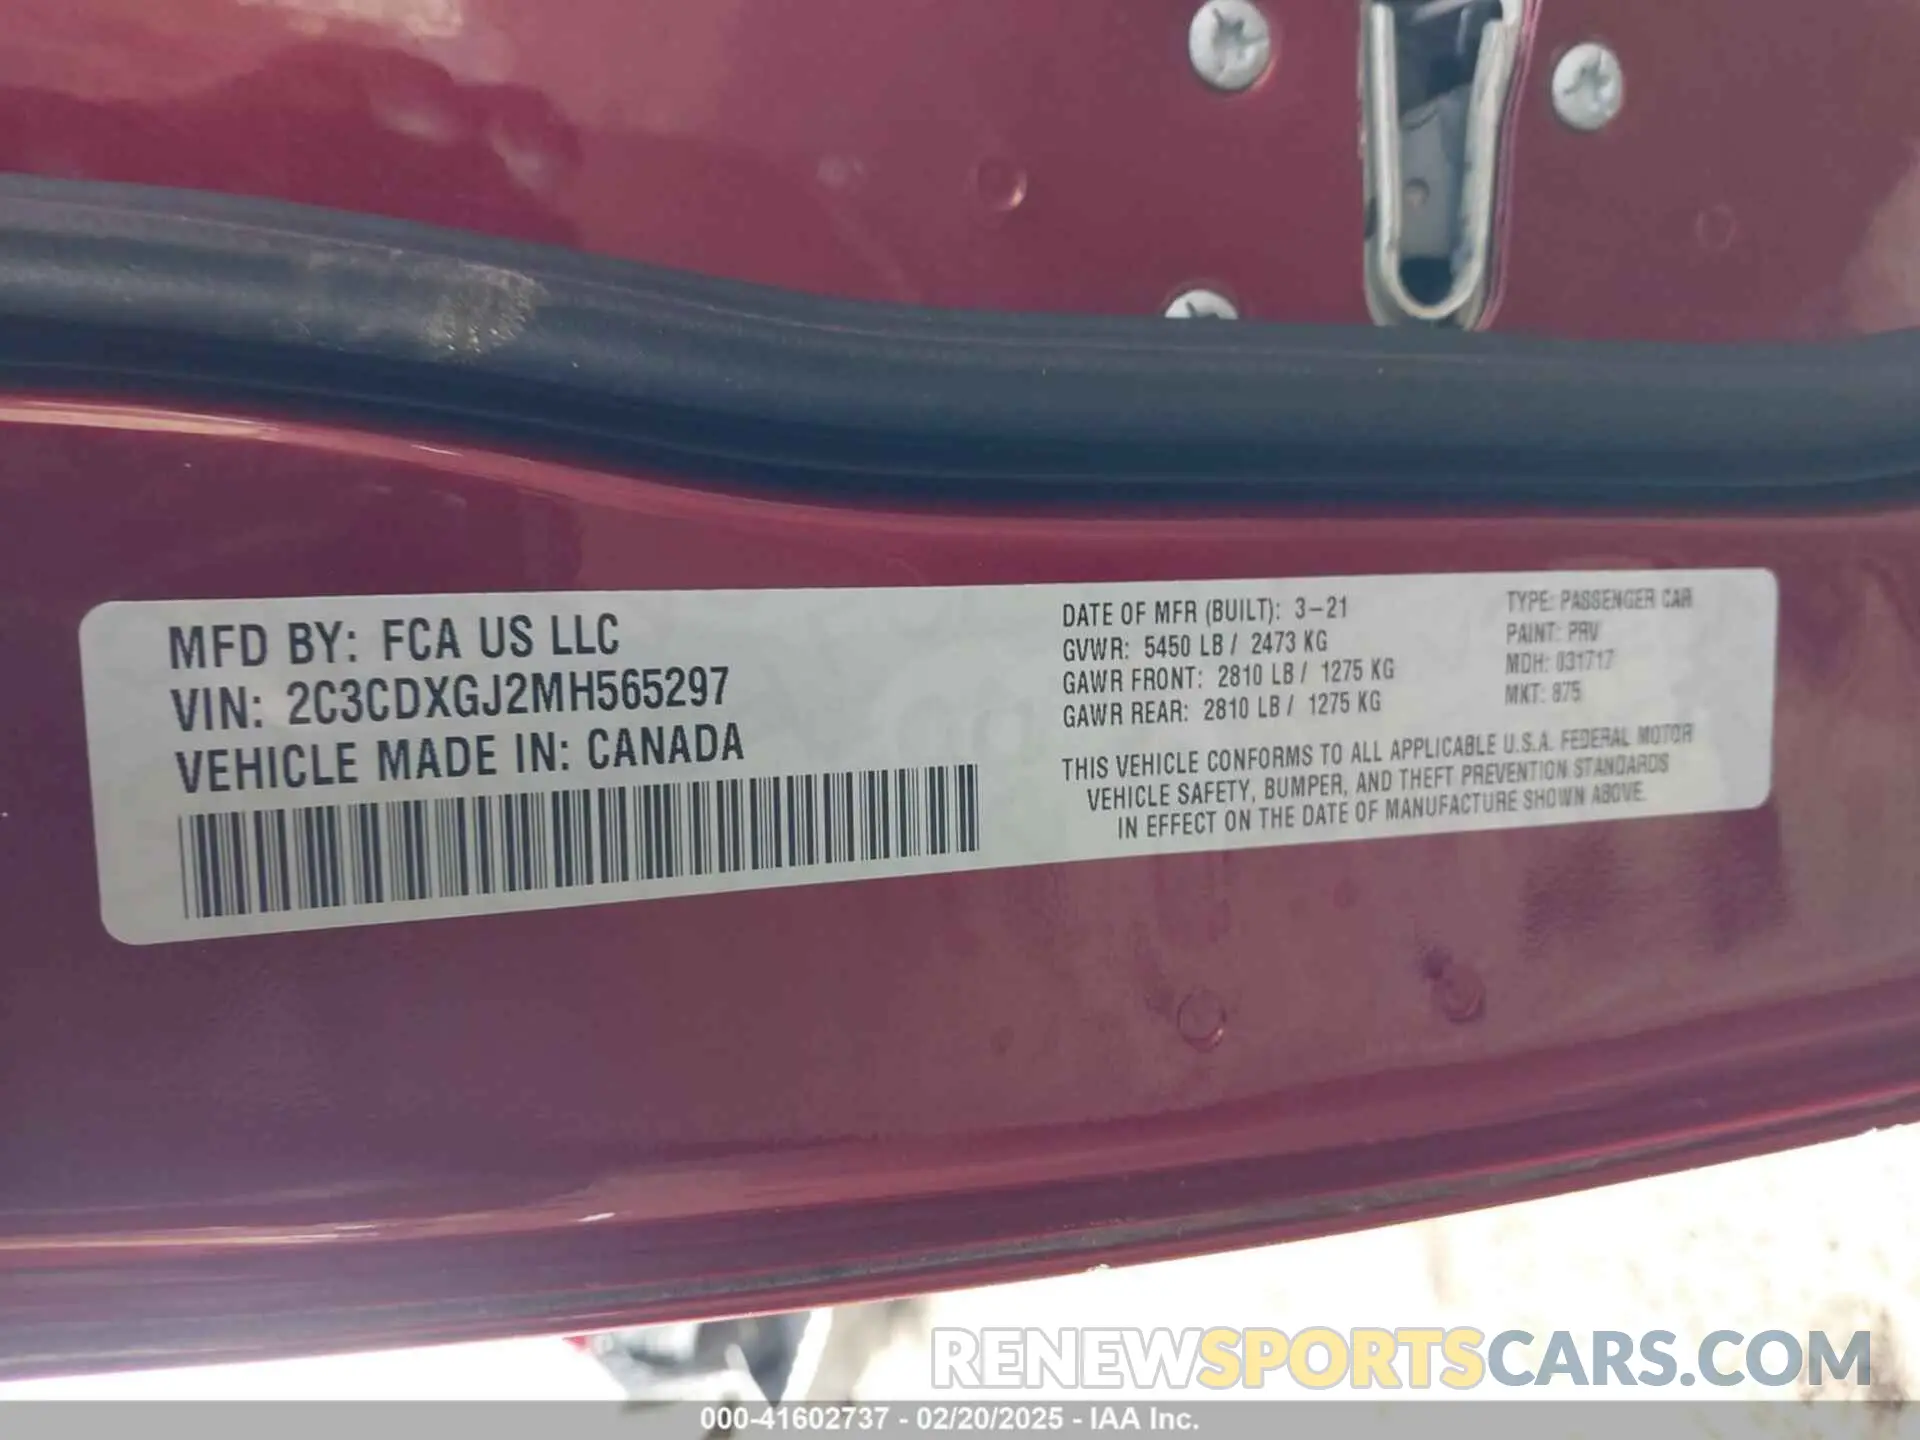 MFD BY: FCA US LLC
VIN: 2C3CDXGJ2MH565297
VEHICLE MADE IN: CANADA
DATE OF MFR (BUILT): 3-21
GVWR: 5450 LB / 2473 KG
GAWR FRONT: 2810 LB / 1275 KG
GAWR REAR: 2810 LB / 1275 KG
TYPE: PASSENGER CAR
PAINT: PRV
MDH: 031717
MKT: 875
THIS VEHICLE CONFORMS TO ALL APPLICABLE U.S.A. FEDERAL MOTOR
VEHICLE SAFETY, BUMPER, AND THEFT PREVENTION STANDARDS
IN EFFECT ON THE DATE OF MANUFACTURE SHOWN ABOVE.
RENEWSPORTSCARS.COM
000-41602737 - 02/20/2025 - IAA Inc.